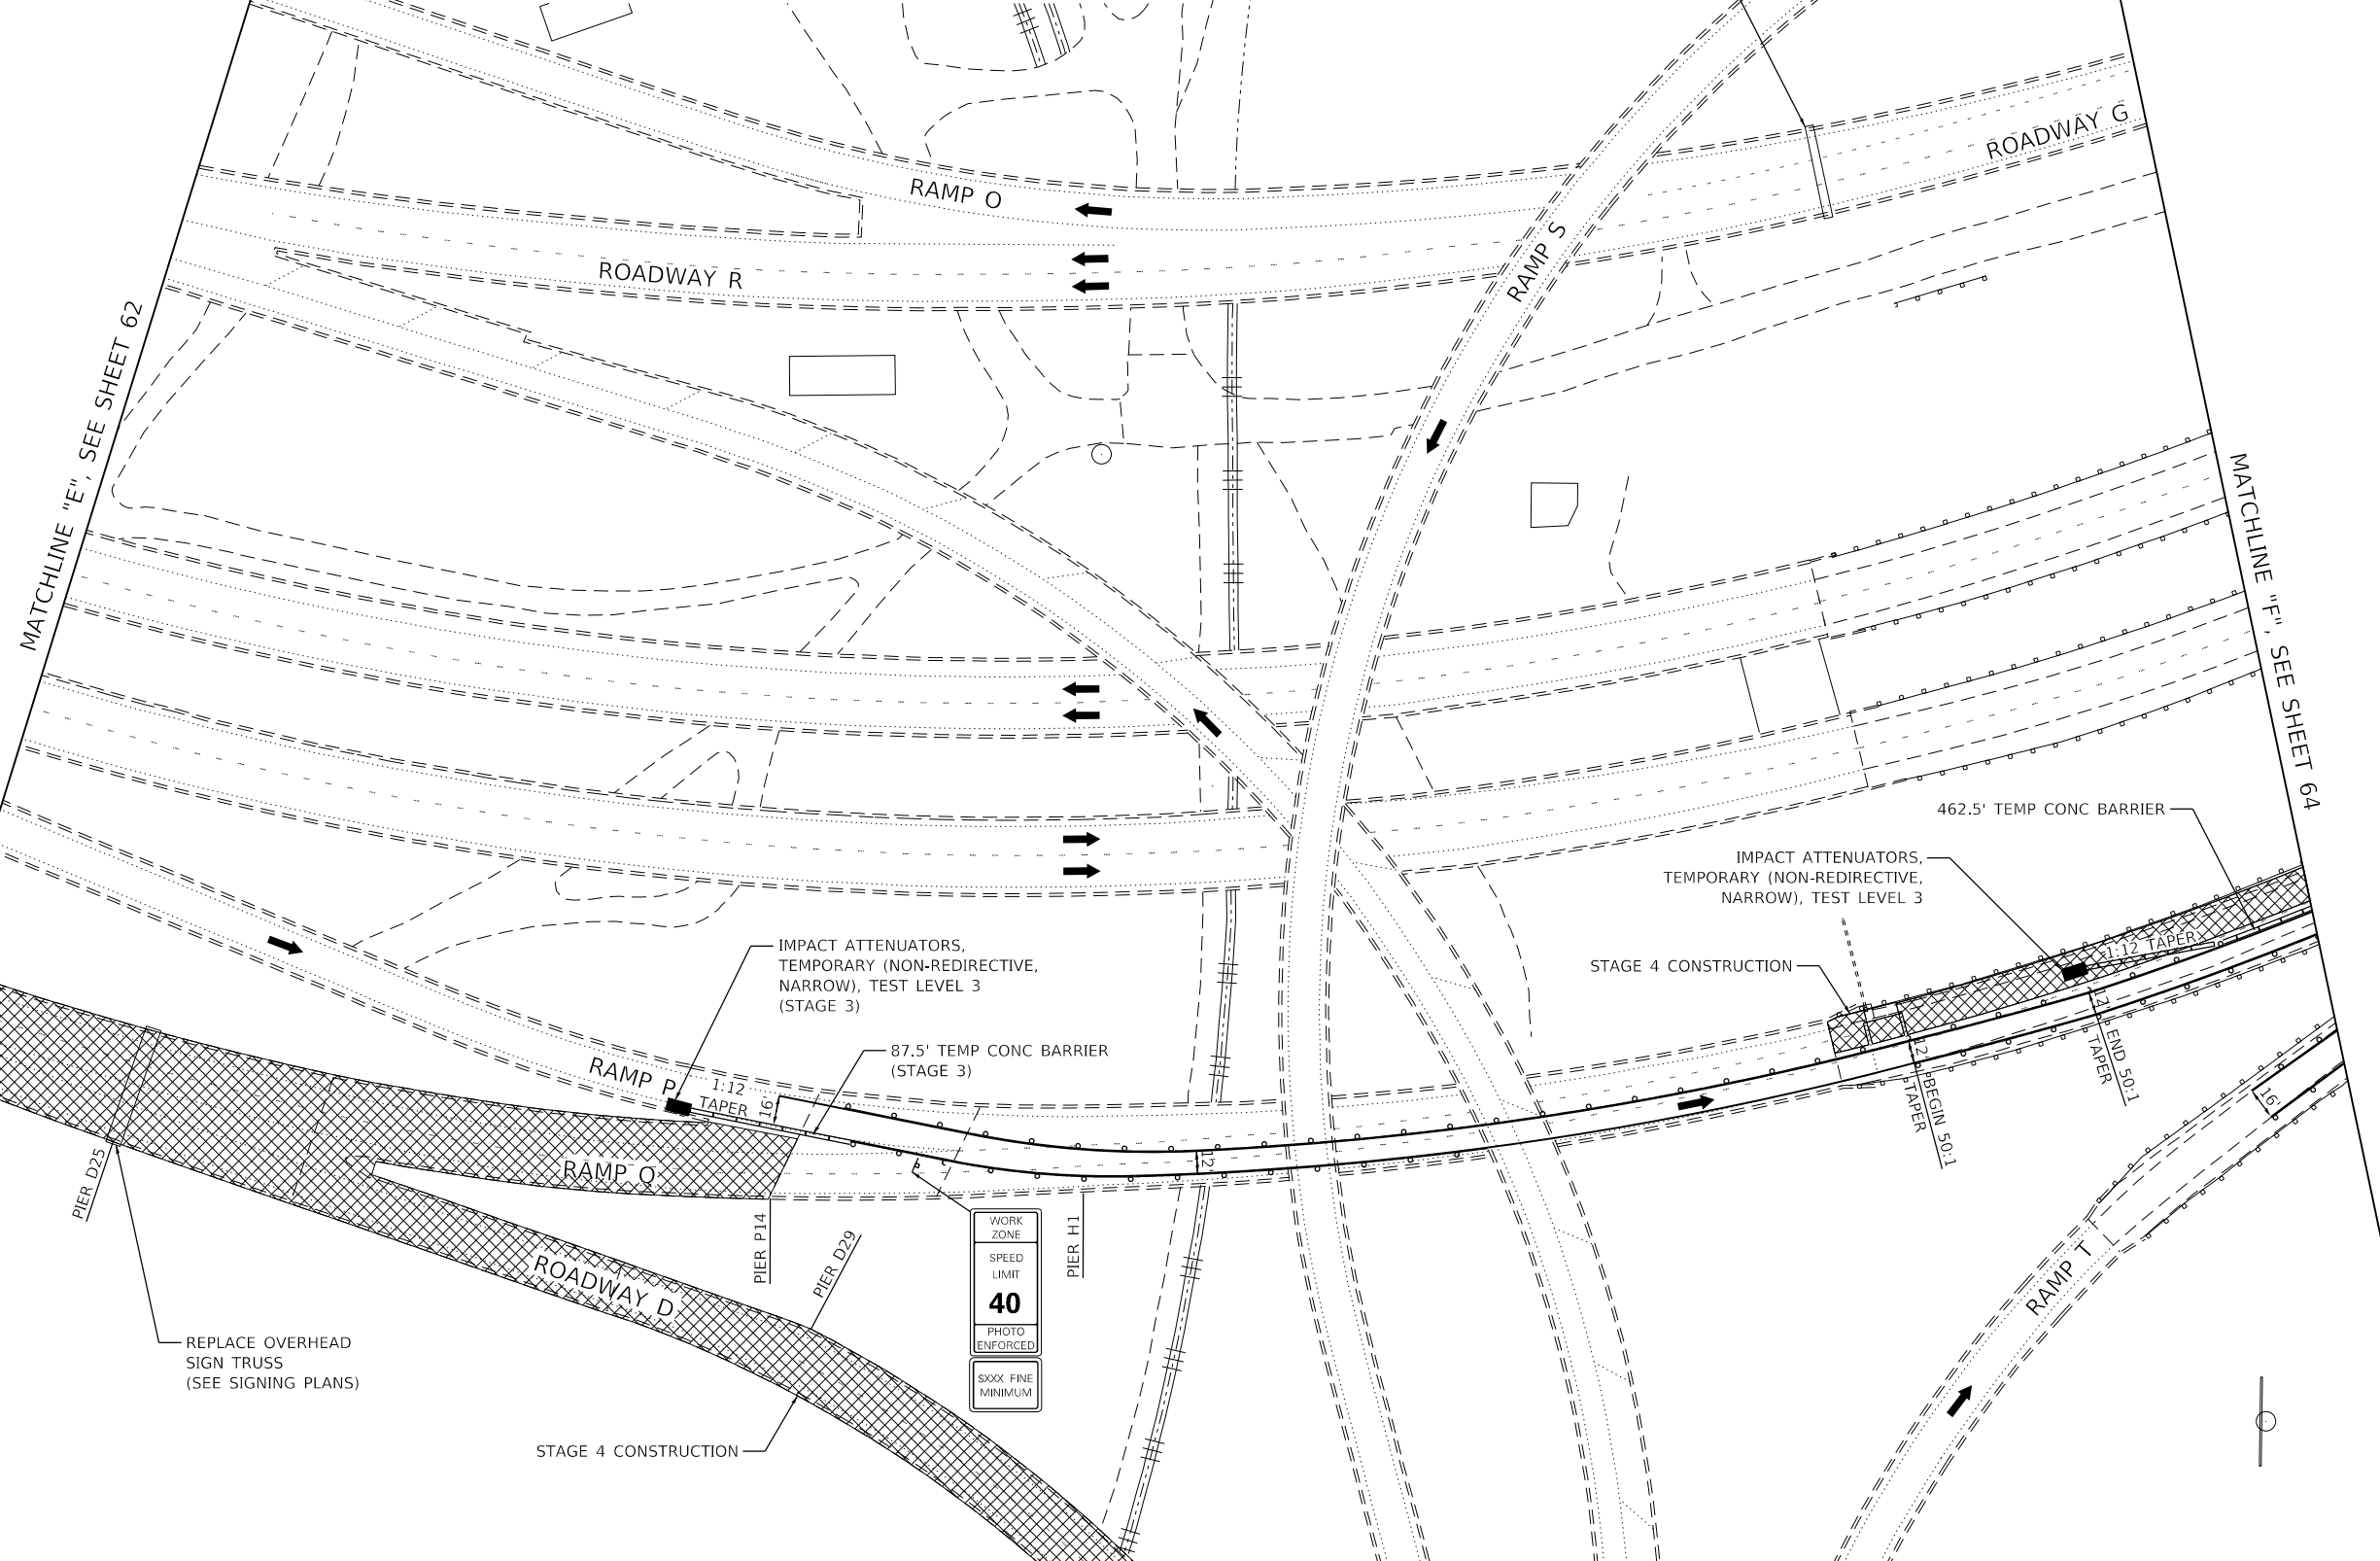 ROADWAY G
RAMP O
RAMP S
ROADWAY R
MATCHLINE "E", SEE SHEET 62
MATCHLINE "F", SEE SHEET 64
462.5' TEMP CONC BARRIER
IMPACT ATTENUATORS,
TEMPORARY (NON-REDIRECTIVE,
NARROW), TEST LEVEL 3
STAGE 4 CONSTRUCTION
1:12 TAPER
12'
END 50:1
TAPER
12'
BEGIN 50:1
TAPER
IMPACT ATTENUATORS,
TEMPORARY (NON-REDIRECTIVE,
NARROW), TEST LEVEL 3
(STAGE 3)
87.5' TEMP CONC BARRIER
(STAGE 3)
RAMP P
1:12
TAPER
16'
12'
16'
RAMP Q
PIER D25
PIER P14
PIER D29
PIER H1
ROADWAY D
RAMP T
WORK
ZONE
SPEED
LIMIT
40
PHOTO
ENFORCED
$XXX FINE
MINIMUM
REPLACE OVERHEAD
SIGN TRUSS
(SEE SIGNING PLANS)
STAGE 4 CONSTRUCTION